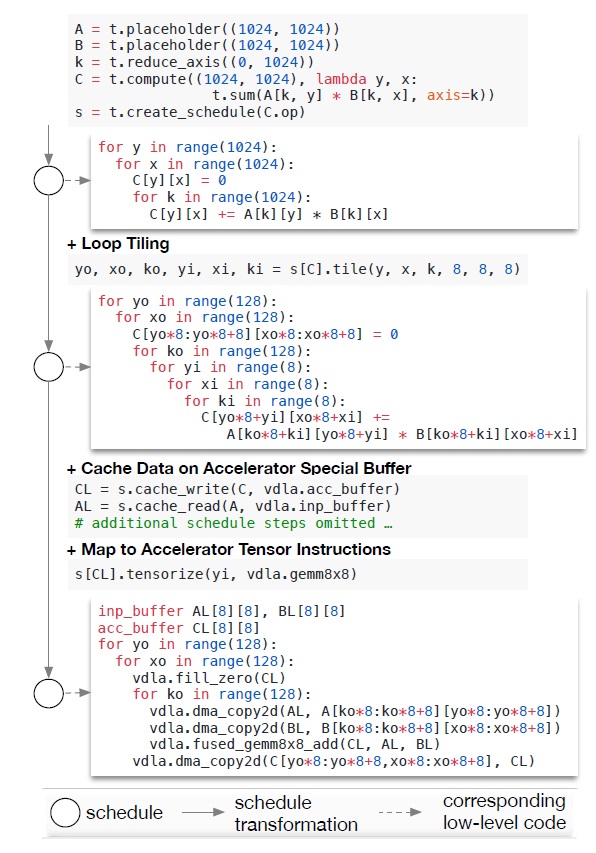 A = t.placeholder((1024, 1024))
B = t.placeholder((1024, 1024))
k = t.reduce_axis((0, 1024))
C = t.compute((1024, 1024), lambda y, x:
                t.sum(A[k, y] * B[k, x], axis=k))
s = t.create_schedule(C.op)
for y in range(1024):
  for x in range(1024):
    C[y][x] = 0
    for k in range(1024):
      C[y][x] += A[k][y] * B[k][x]
+ Loop Tiling
yo, xo, ko, yi, xi, ki = s[C].tile(y, x, k, 8, 8, 8)
for yo in range(128):
  for xo in range(128):
    C[yo*8:yo*8+8][xo*8:xo*8+8] = 0
    for ko in range(128):
      for yi in range(8):
        for xi in range(8):
          for ki in range(8):
            C[yo*8+yi][xo*8+xi] +=
               A[ko*8+ki][yo*8+yi] * B[ko*8+ki][xo*8+xi]
+ Cache Data on Accelerator Special Buffer
CL = s.cache_write(C, vdla.acc_buffer)
AL = s.cache_read(A, vdla.inp_buffer)
# additional schedule steps omitted …
+ Map to Accelerator Tensor Instructions
s[CL].tensorize(yi, vdla.gemm8x8)
inp_buffer AL[8][8], BL[8][8]
acc_buffer CL[8][8]
for yo in range(128):
  for xo in range(128):
    vdla.fill_zero(CL)
    for ko in range(128):
      vdla.dma_copy2d(AL, A[ko*8:ko*8+8][yo*8:yo*8+8])
      vdla.dma_copy2d(BL, B[ko*8:ko*8+8][xo*8:xo*8+8])
      vdla.fused_gemm8x8_add(CL, AL, BL)
    vdla.dma_copy2d(C[yo*8:yo*8+8,xo*8:xo*8+8], CL)
schedule
schedule
transformation
corresponding
low-level code